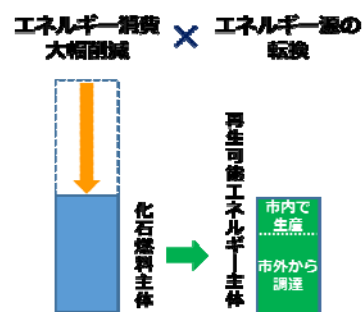 エネルギー消費
大幅削減
×
エネルギー源の
転換
化石燃料主体
再生可能エネルギー主体
市内で
生産
市外から
調達